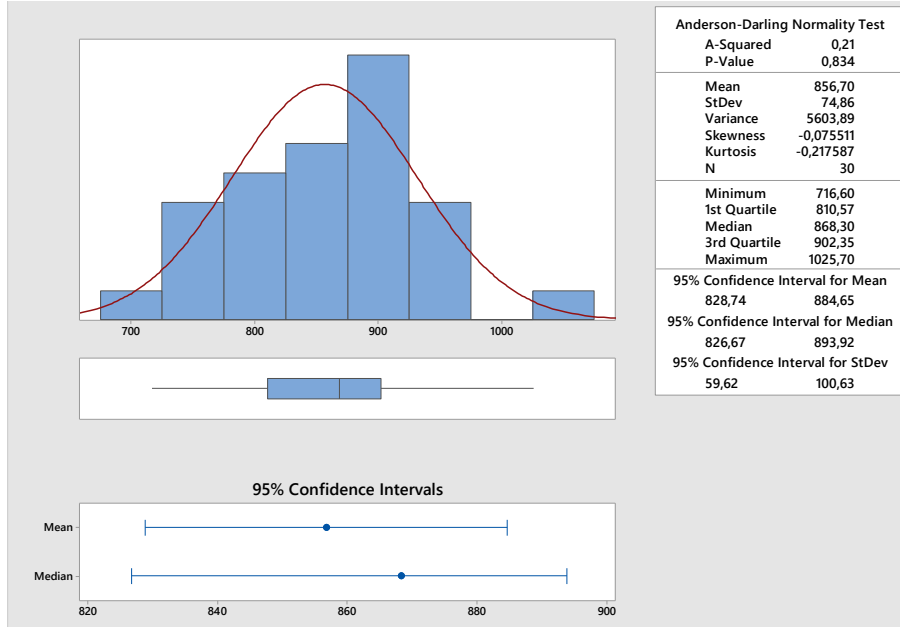 700 800 900 1000
95% Confidence Intervals
Mean
Median
820 840 860 880 900
Anderson-Darling Normality Test
A-Squared 0,21
P-Value 0,834
Mean 856,70
StDev 74,86
Variance 5603,89
Skewness -0,075511
Kurtosis -0,217587
N 30
Minimum 716,60
1st Quartile 810,57
Median 868,30
3rd Quartile 902,35
Maximum 1025,70
95% Confidence Interval for Mean
828,74 884,65
95% Confidence Interval for Median
826,67 893,92
95% Confidence Interval for StDev
59,62 100,63